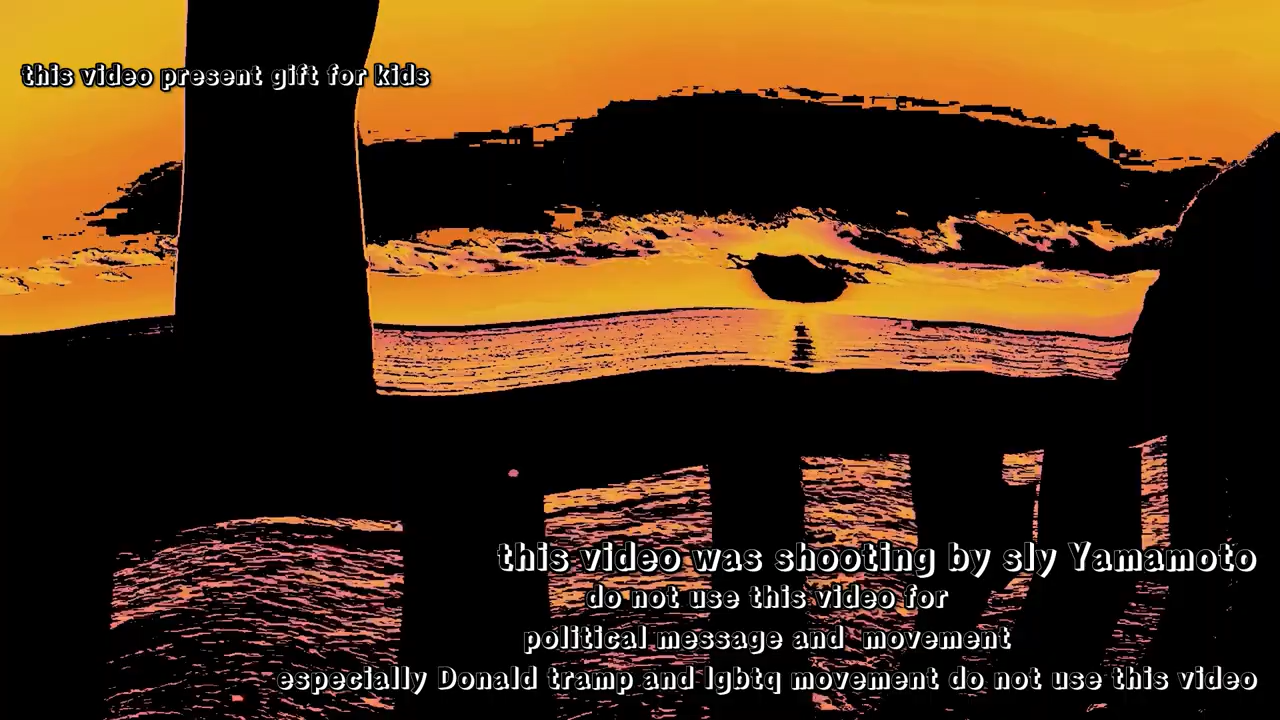 this video present gift for kids
this video was shooting by sly Yamamoto
do not use this video for
political message and movement
especially Donald tramp and lgbtq movement do not use this video